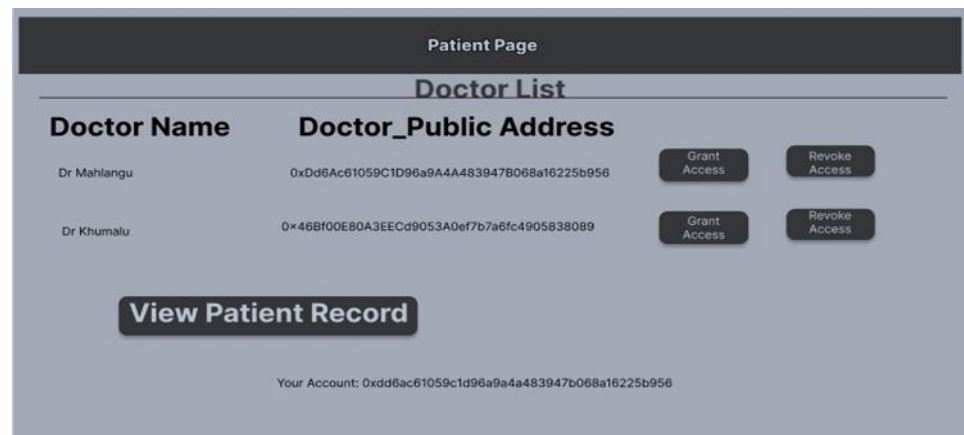 Patient Page
Doctor List
Doctor Name Doctor_Public Address
Dr Mahlangu 0xDd6Ac61059C1D96a9A4A483947B068a16225b956 Grant Access Revoke Access
Dr Khumalu 0×46Bf00E80A3EECd9053A0ef7b7a6fc4905838089 Grant Access Revoke Access
View Patient Record
Your Account: 0xdd6ac61059c1d96a9a4a483947b068a16225b956